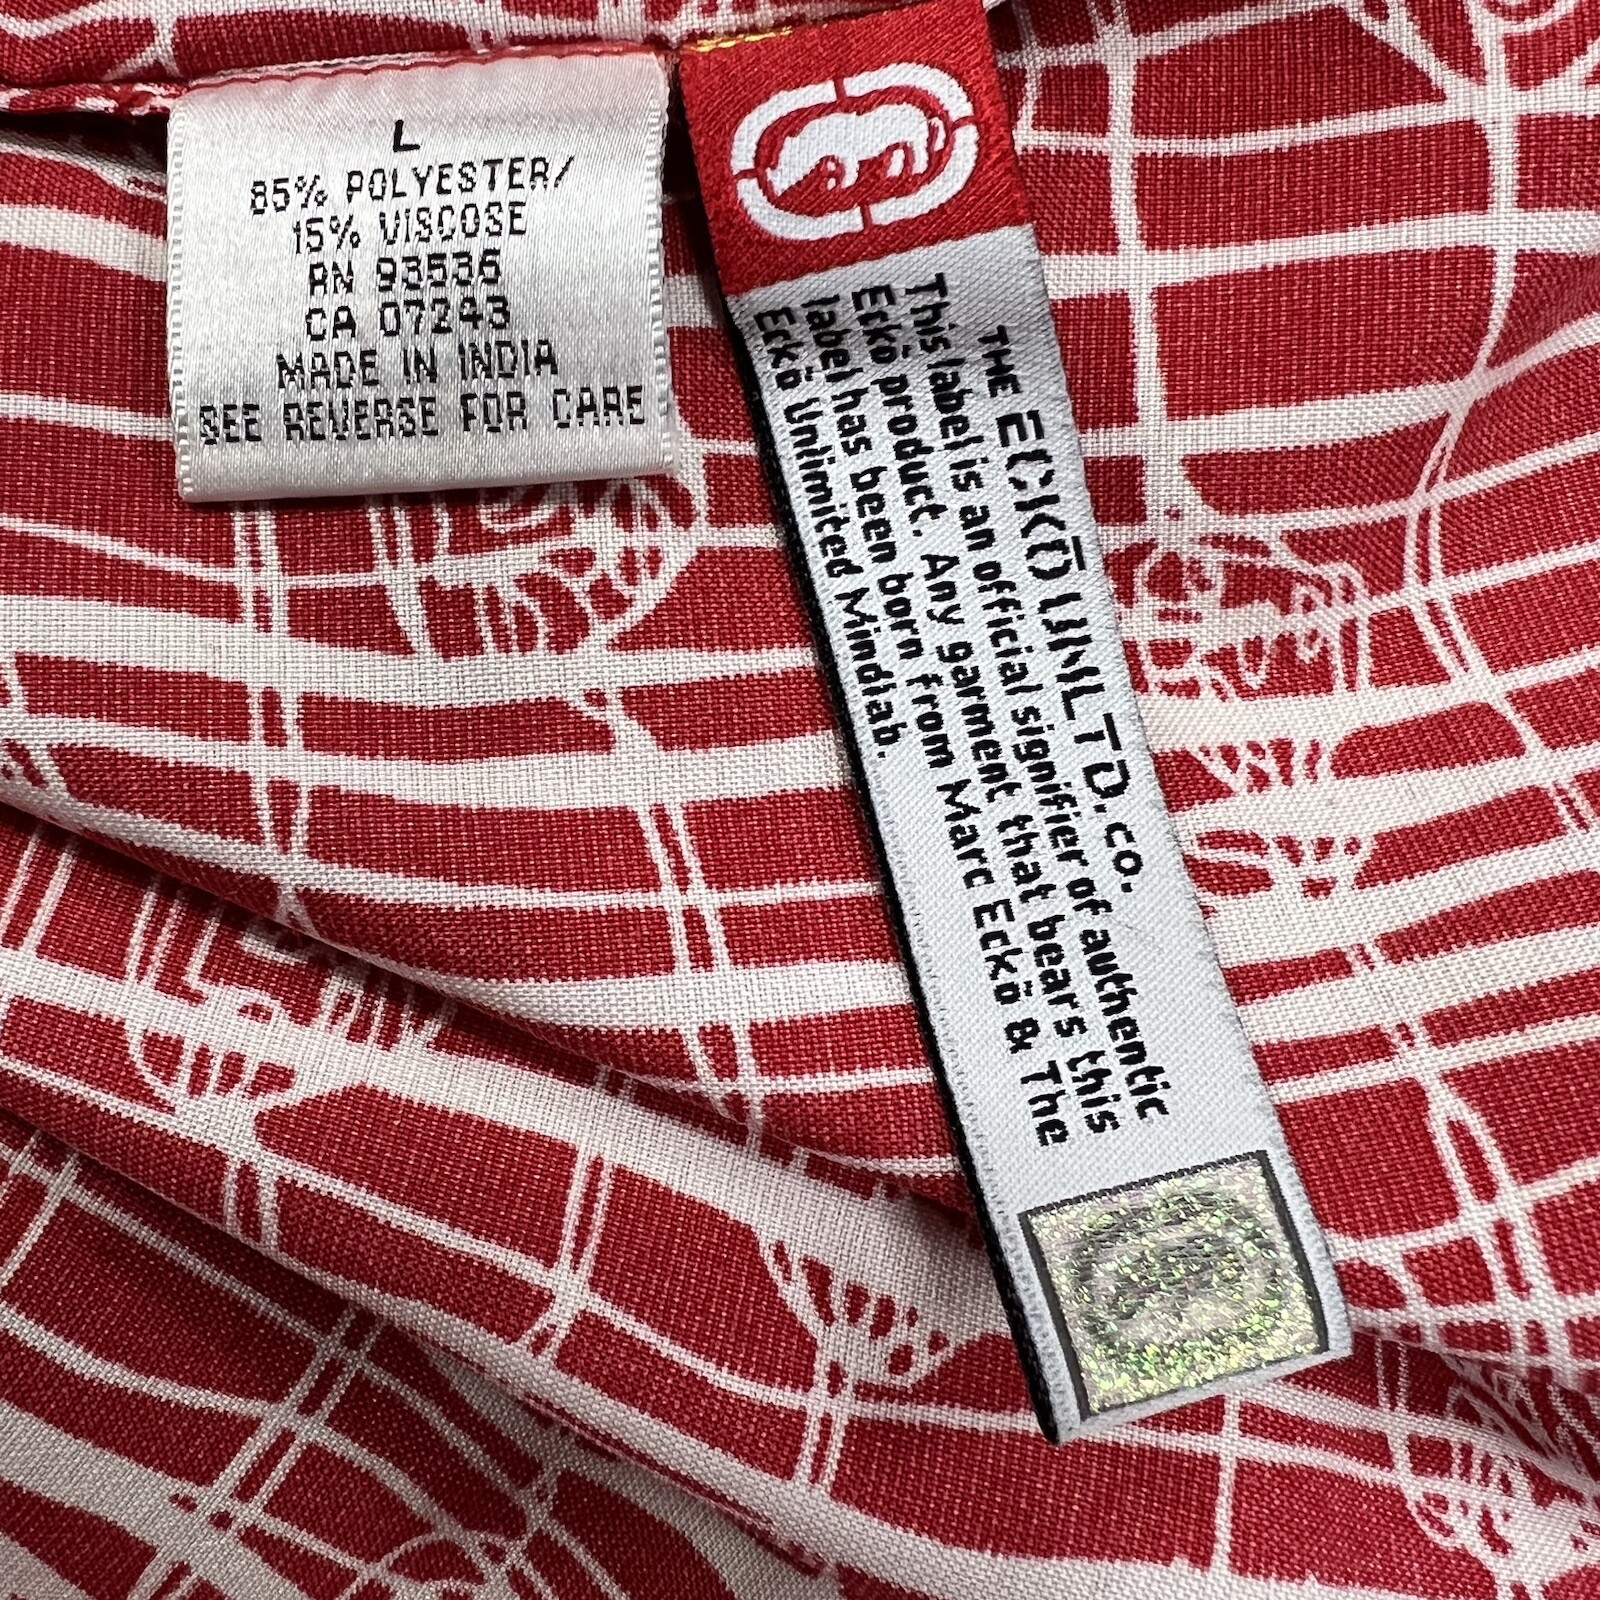 L
85% POLYESTER/
15% VISCOSE
RN 93536
CA 07243
MADE IN INDIA
SEE REVERSE FOR CARE
THE ECKŌ UNLTD.CO.
This label is an official signifier of authentic
Eckō product. Any garment that bears this
label has been born from Marc Eckō & The
Eckō Unlimited Mindlab.